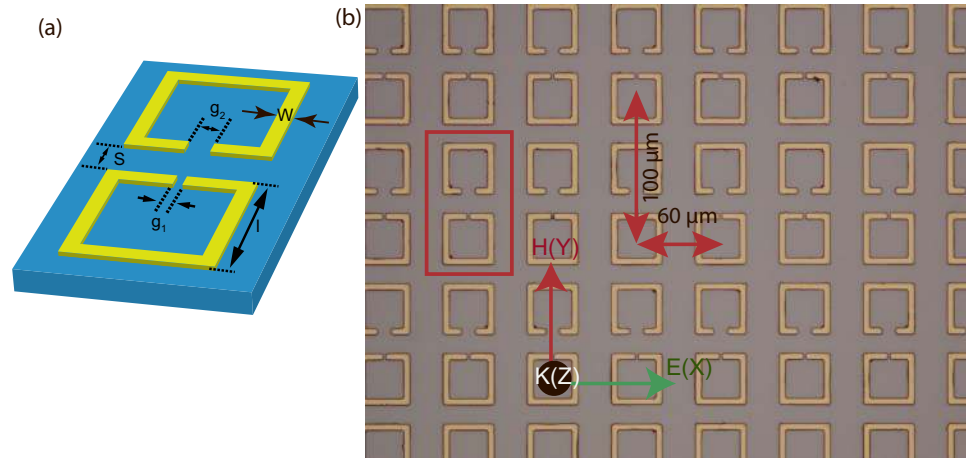 (a)
g₂
W
S
g₁
l
(b)
100 µm
60 µm
H(Y)
E(X)
K(Z)